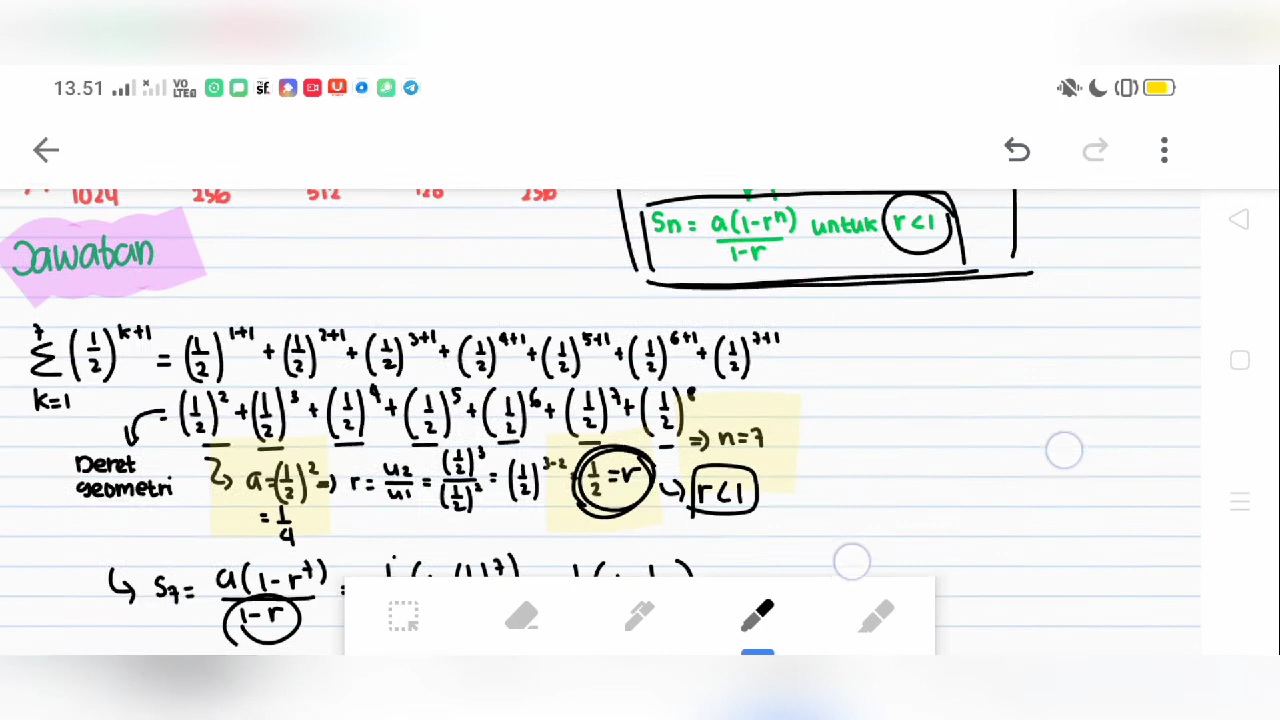 13.51 VO LTE
1024 256 512 128 256
Sn = a(1-rⁿ)/1-r untuk r<1
Jawaban
7
Σ (1/2)^k+1 = (1/2)^1+1 + (1/2)^2+1 + (1/2)^3+1 + (1/2)^4+1 + (1/2)^5+1 + (1/2)^6+1 + (1/2)^7+1
k=1
= (1/2)² + (1/2)³ + (1/2)⁴ + (1/2)⁵ + (1/2)⁶ + (1/2)⁷ + (1/2)⁸ => n=7
Deret
geometri
a = (1/2)² => r = u2/u1 = (1/2)³/(1/2)² = (1/2)^3-2 = 1/2 = r r<1
= 1/4
S7 = a(1-r⁷)/1-r =